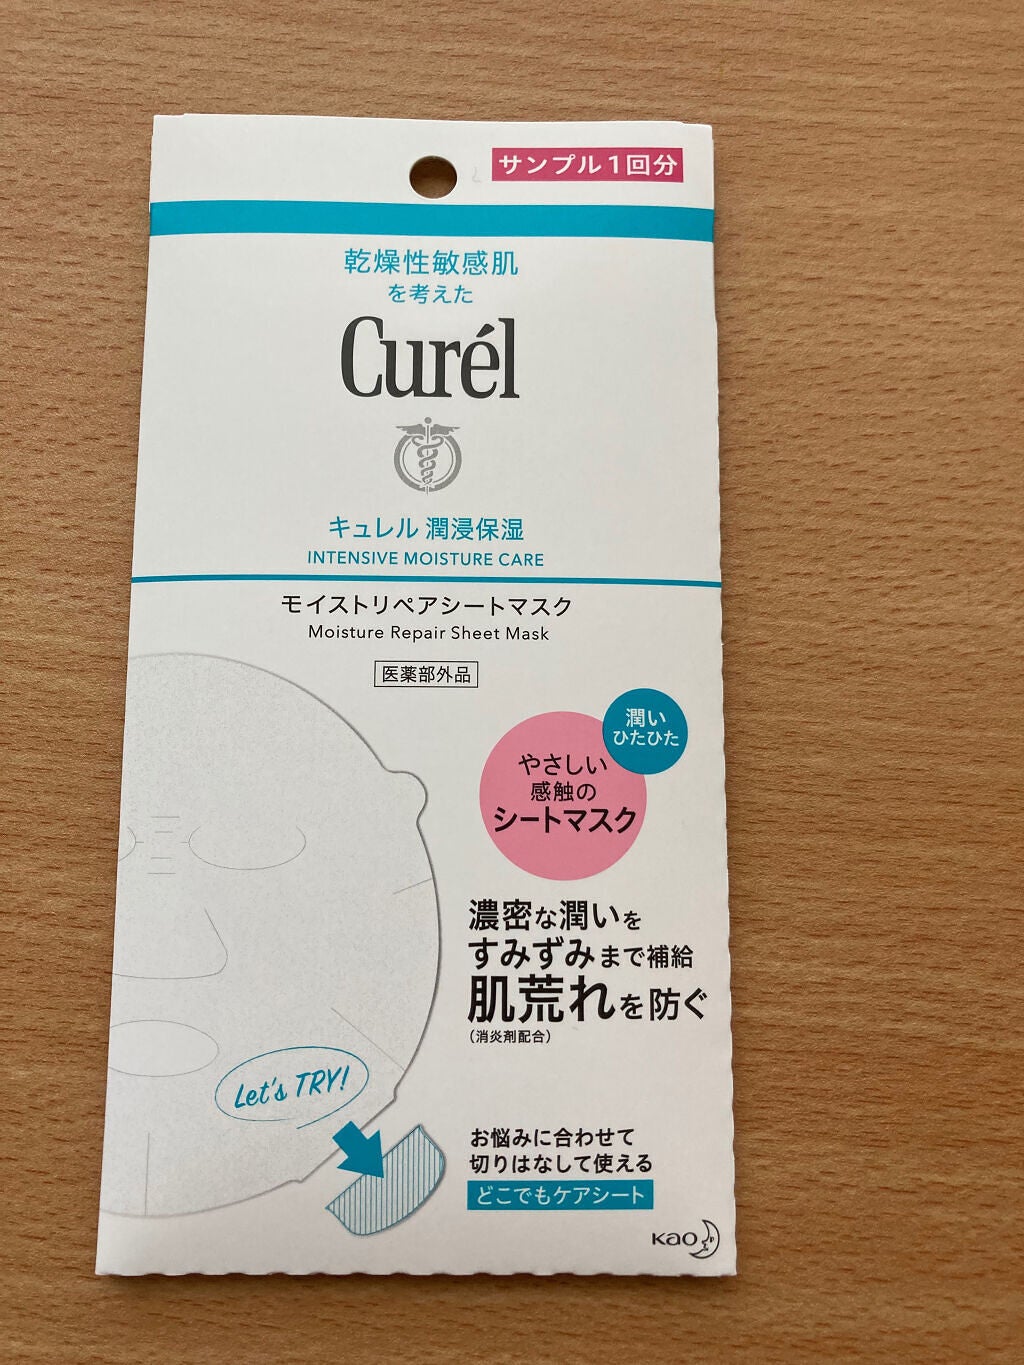 サンプル1回分
乾燥性敏感肌
を考えた
Curél
キュレル 潤浸保湿
INTENSIVE MOISTURE CARE
モイストリペアシートマスク
Moisture Repair Sheet Mask
医薬部外品
潤い
ひたひた
やさしい
感触の
シートマスク
濃密な潤いを
すみずみまで補給
肌荒れを防ぐ
(消炎剤配合)
Let's TRY!
お悩みに合わせて
切りはなして使える
どこでもケアシート
Kao